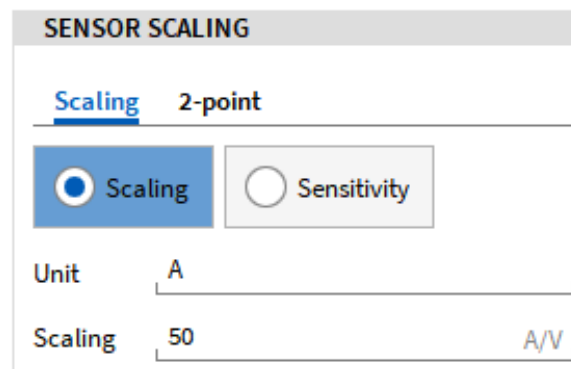 SENSOR SCALING
Scaling 2-point
Scaling Sensitivity
Unit A
Scaling 50 A/V